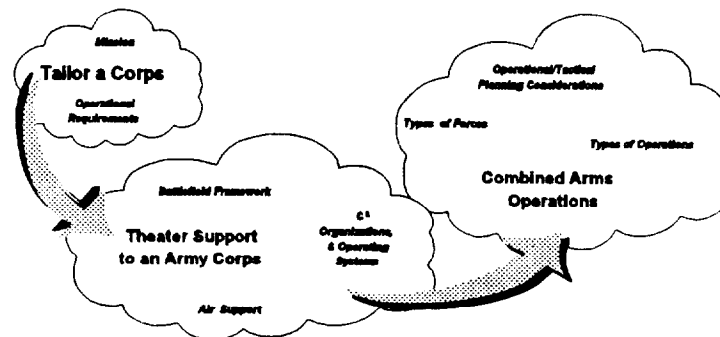 Mission
Tailor a Corps
Operational
Requirements
Battlefield Framework
Theater Support
to an Army Corps
C²
Organizations,
& Operating
Systems
Air Support
Operational/Tactical
Planning Considerations
Types of Forces
Types of Operations
Combined Arms
Operations